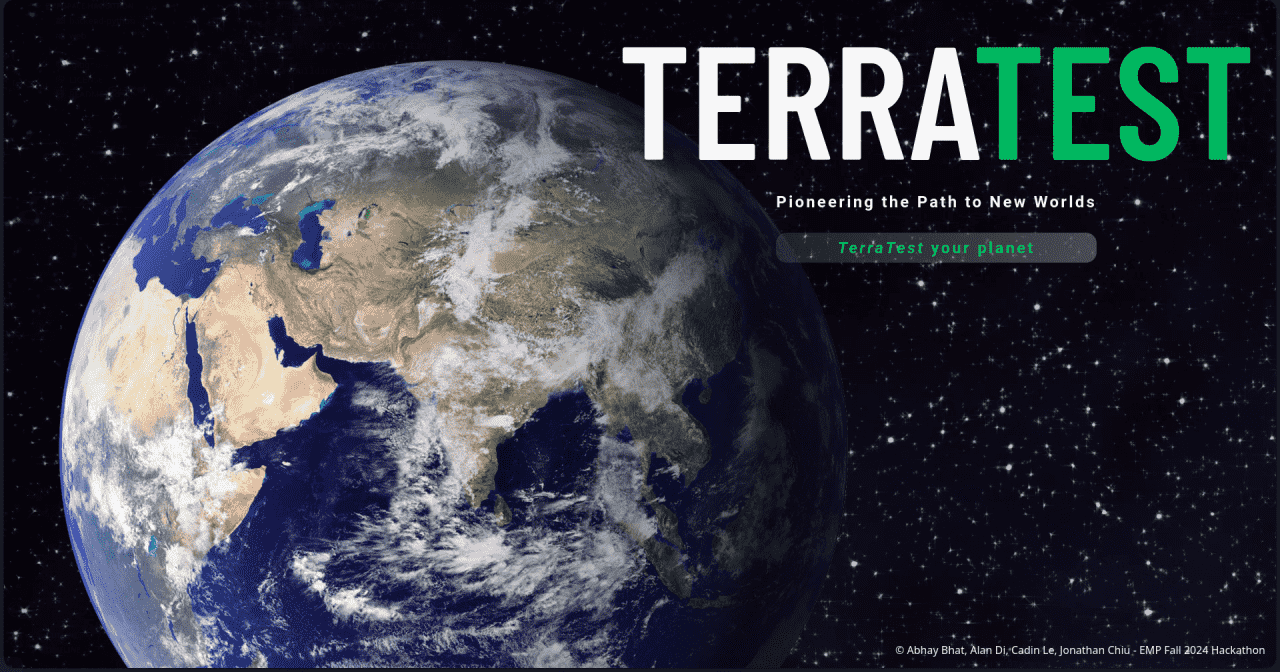 TERRATEST
Pioneering the Path to New Worlds
TerraTest your planet
© Abhay Bhat, Alan Di, Cadin Le, Jonathan Chiu - EMP Fall 2024 Hackathon